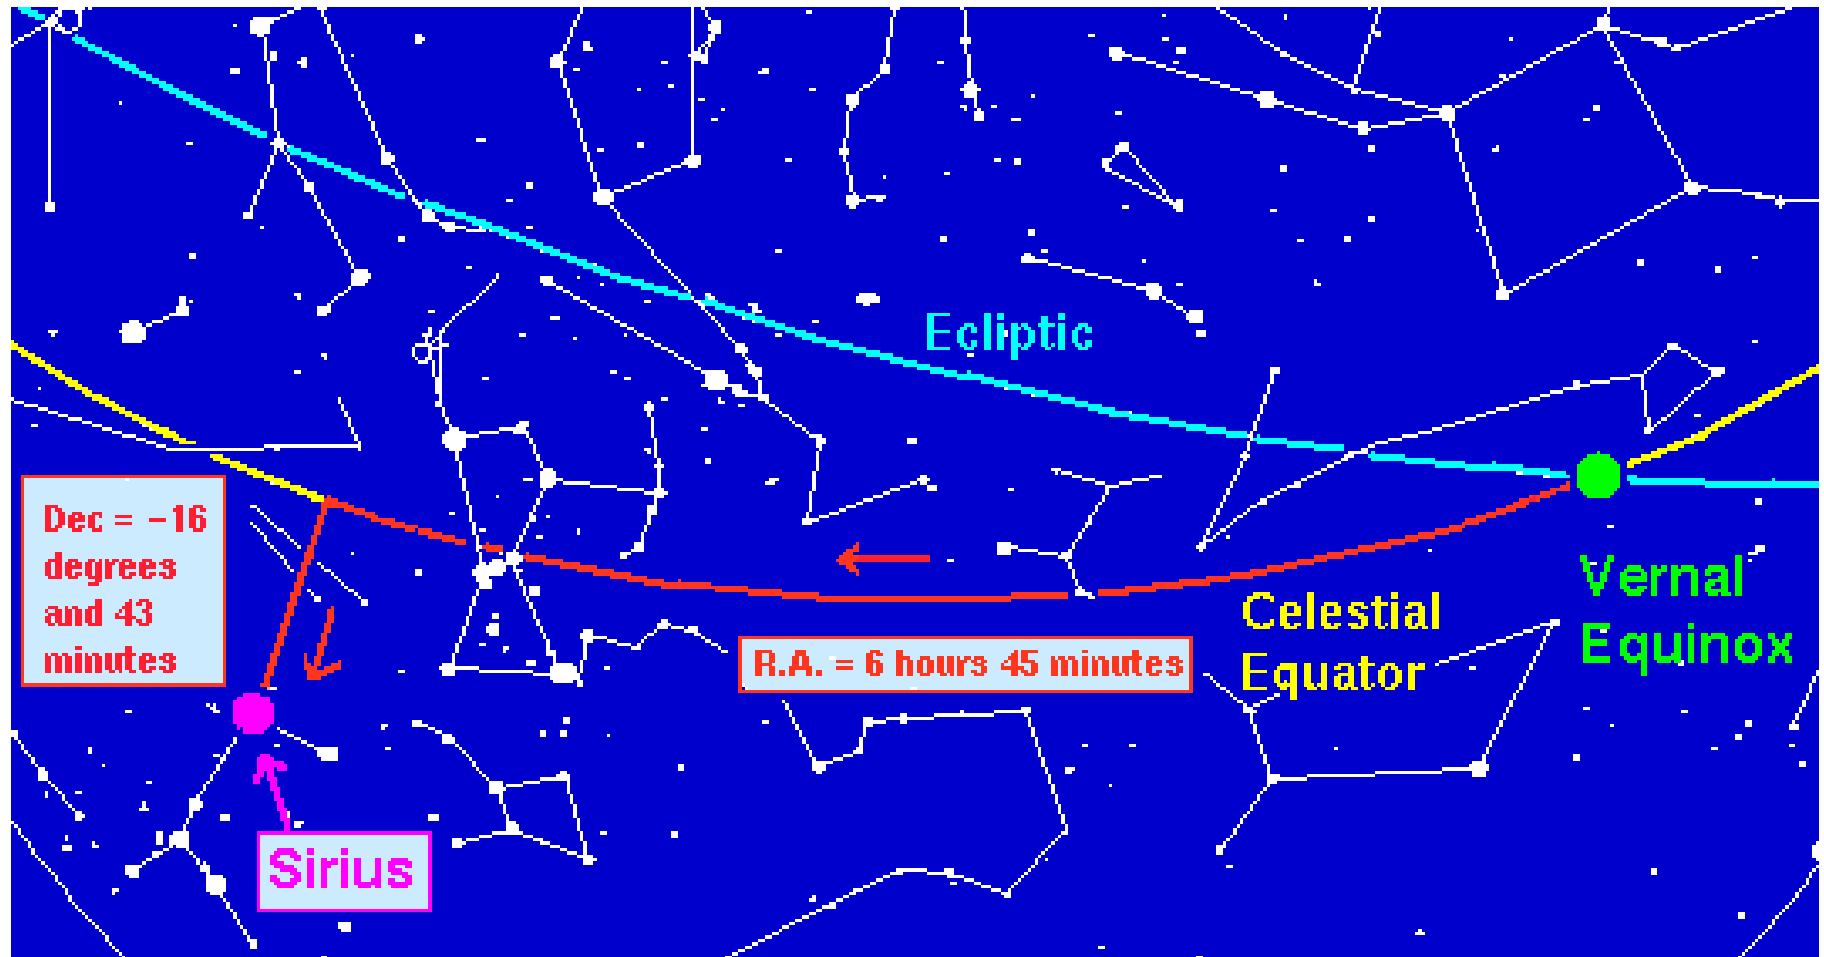 Ecliptic
Dec = -16
degrees
and 43
minutes
Vernal
Equinox
Celestial
Equator
R.A. = 6 hours 45 minutes
Sirius